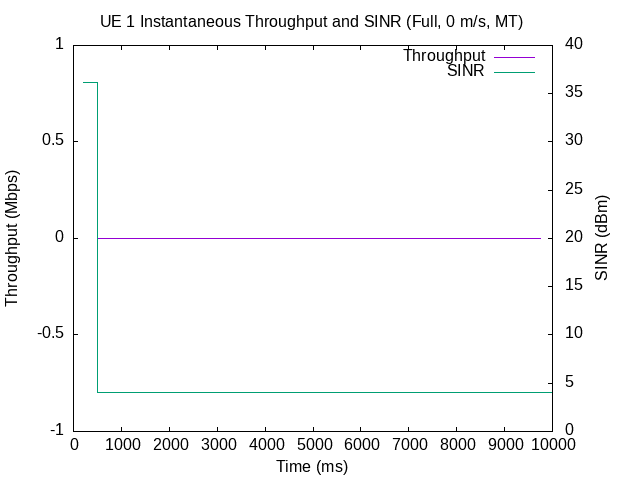 UE 1 Instantaneous Throughput and SINR (Full, 0 m/s, MT)
Throughput
SINR
1
0.5
0
-0.5
-1
Throughput (Mbps)
40
35
30
25
20
15
10
5
0
SINR (dBm)
0 1000 2000 3000 4000 5000 6000 7000 8000 9000 10000
Time (ms)